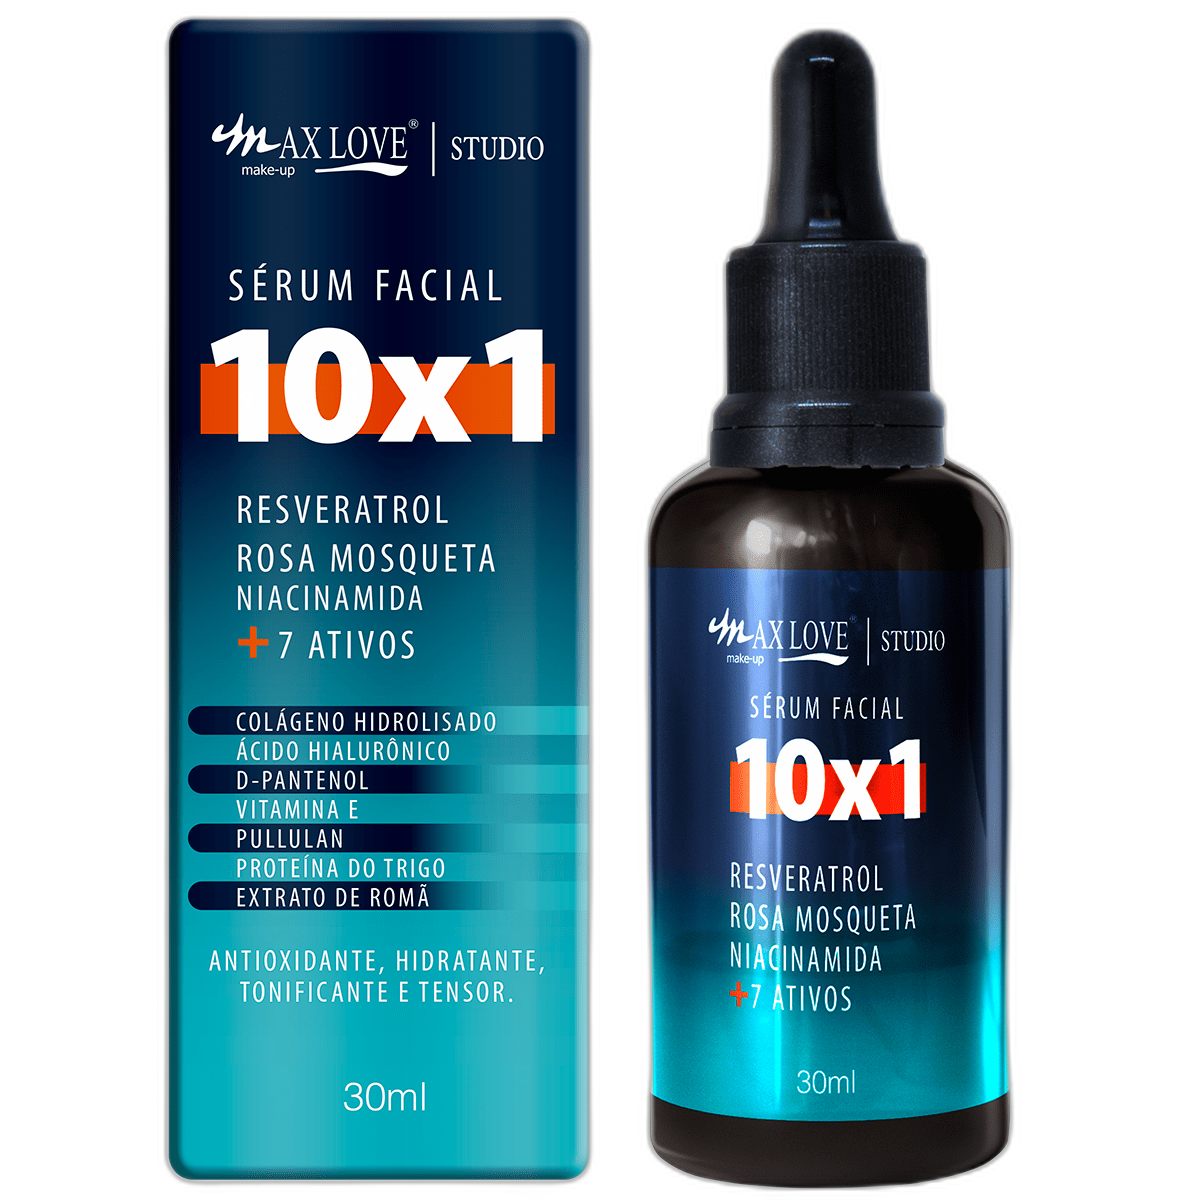 MAX LOVE® | STUDIO
make-up
SÉRUM FACIAL
10x1
RESVERATROL
ROSA MOSQUETA
NIACINAMIDA
+ 7 ATIVOS
COLÁGENO HIDROLISADO
ÁCIDO HIALURÔNICO
D-PANTENOL
VITAMINA E
PULLULAN
PROTEÍNA DO TRIGO
EXTRATO DE ROMÃ
ANTIOXIDANTE, HIDRATANTE,
TONIFICANTE E TENSOR.
30ml
MAX LOVE® | STUDIO
make-up
SÉRUM FACIAL
10x1
RESVERATROL
ROSA MOSQUETA
NIACINAMIDA
+7 ATIVOS
30ml